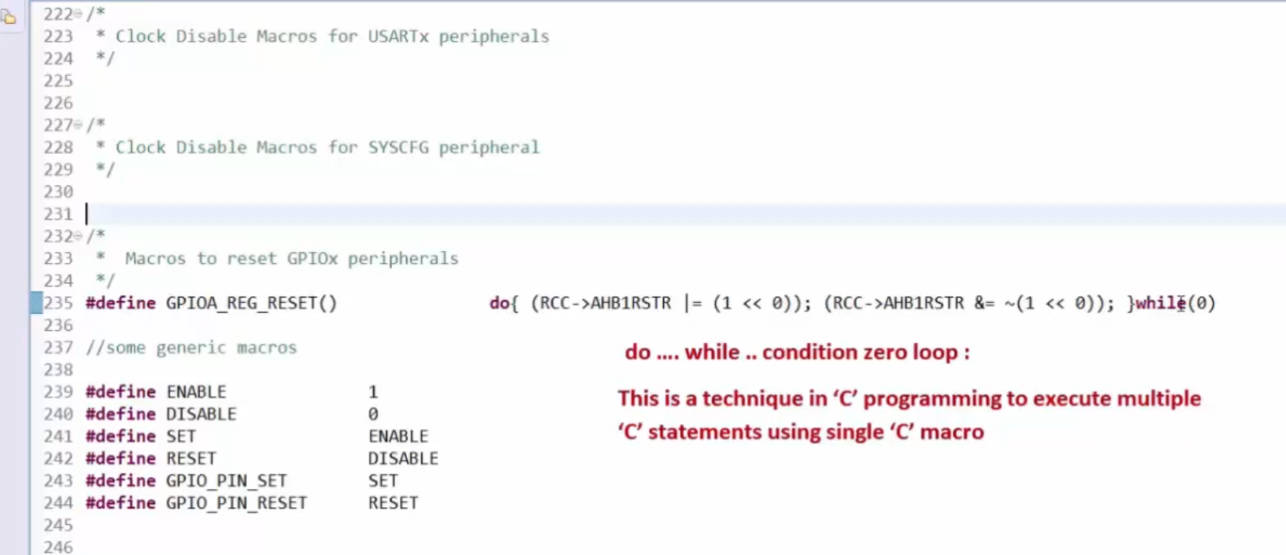 222 /*
223 * Clock Disable Macros for USARTx peripherals
224 */
225
226
227 /*
228 * Clock Disable Macros for SYSCFG peripheral
229 */
230
231
232 /*
233 * Macros to reset GPIOx peripherals
234 */
235 #define GPIOA_REG_RESET() do{ (RCC->AHB1RSTR |= (1 << 0)); (RCC->AHB1RSTR &= ~(1 << 0)); }while(0)
236
237 //some generic macros
do .... while .. condition zero loop :
238
239 #define ENABLE 1
This is a technique in ‘C’ programming to execute multiple
240 #define DISABLE 0
241 #define SET ENABLE
‘C’ statements using single ‘C’ macro
242 #define RESET DISABLE
243 #define GPIO_PIN_SET SET
244 #define GPIO_PIN_RESET RESET
245
246